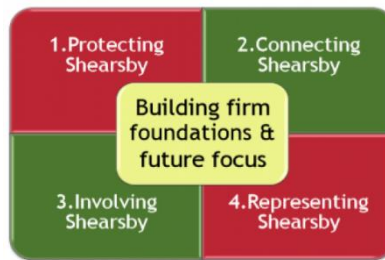 1.Protecting
Shearsby
2.Connecting
Shearsby
Building firm
foundations &
future focus
3.Involving
Shearsby
4.Representing
Shearsby